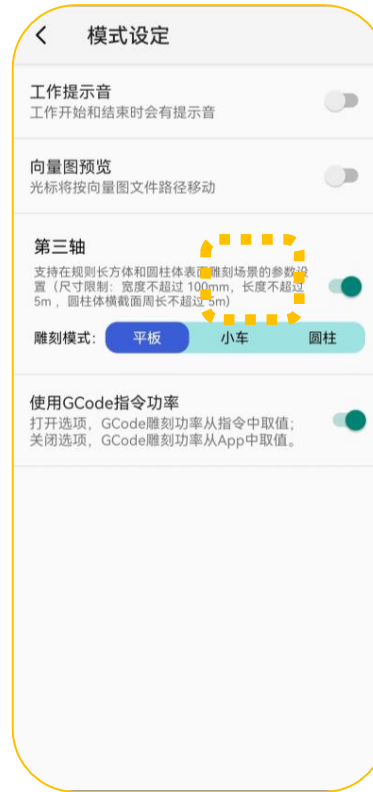 模式设定
工作提示音
工作开始和结束时会有提示音
向量图预览
光标将按向量图文件路径移动
第三轴
支持在规则长方体和圆柱体表面雕刻场景的参数设
置（尺寸限制：宽度不超过 100mm，长度不超过
5m ，圆柱体横截面周长不超过 5m）
雕刻模式： 平板 小车 圆柱
使用GCode指令功率
打开选项，GCode雕刻功率从指令中取值；
关闭选项，GCode雕刻功率从App中取值。